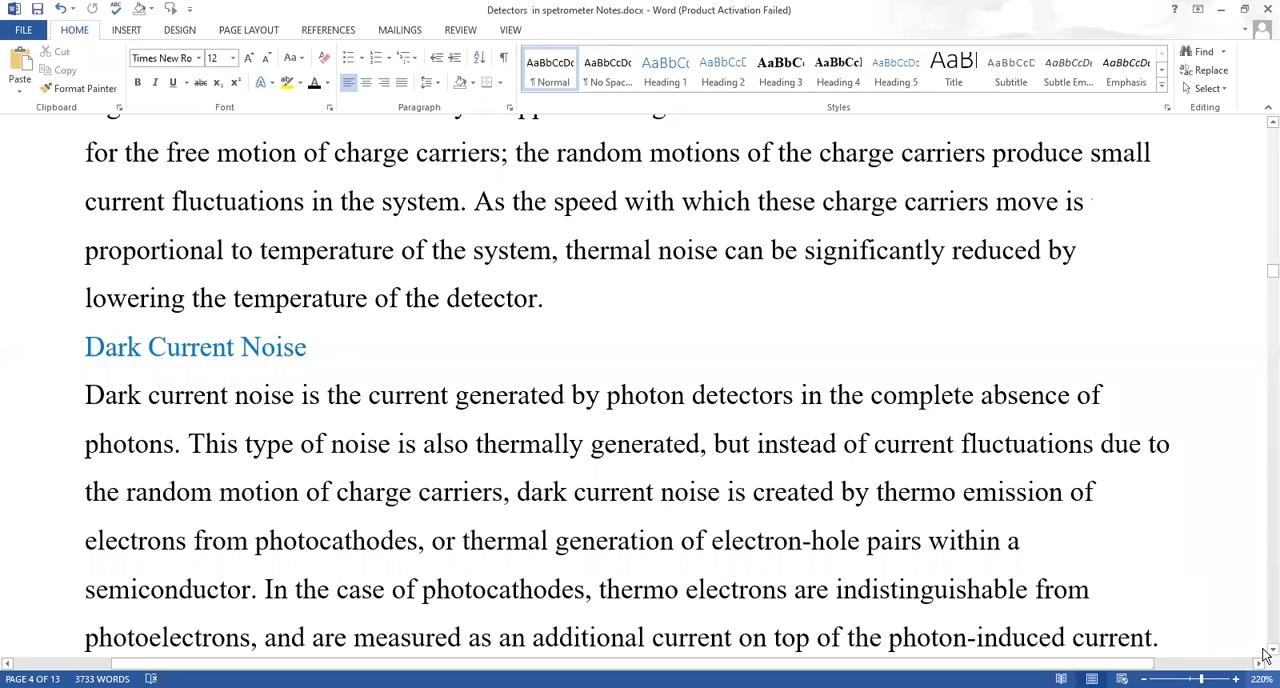 Detectors in spetrometer Notes.docx - Word (Product Activation Failed)
FILE HOME INSERT DESIGN PAGE LAYOUT REFERENCES MAILINGS REVIEW VIEW
Paste
Cut
Copy
Format Painter
Clipboard
Times New Ro 12
Font
Paragraph
AaBbCcDc AaBbCcDc AaBbCc AaBbCcD AaBbCc AaBbCc AaBbCcDc AaBl AaBbCcD AaBbCcDc AaBbCcDc
¶ Normal ¶ No Spac... Heading 1 Heading 2 Heading 3 Heading 4 Heading 5 Title Subtitle Subtle Em... Emphasis
Styles
Find
Replace
Select
Editing
for the free motion of charge carriers; the random motions of the charge carriers produce small
current fluctuations in the system. As the speed with which these charge carriers move is
proportional to temperature of the system, thermal noise can be significantly reduced by
lowering the temperature of the detector.
Dark Current Noise
Dark current noise is the current generated by photon detectors in the complete absence of
photons. This type of noise is also thermally generated, but instead of current fluctuations due to
the random motion of charge carriers, dark current noise is created by thermo emission of
electrons from photocathodes, or thermal generation of electron-hole pairs within a
semiconductor. In the case of photocathodes, thermo electrons are indistinguishable from
photoelectrons, and are measured as an additional current on top of the photon-induced current.
PAGE 4 OF 13 3733 WORDS 220%